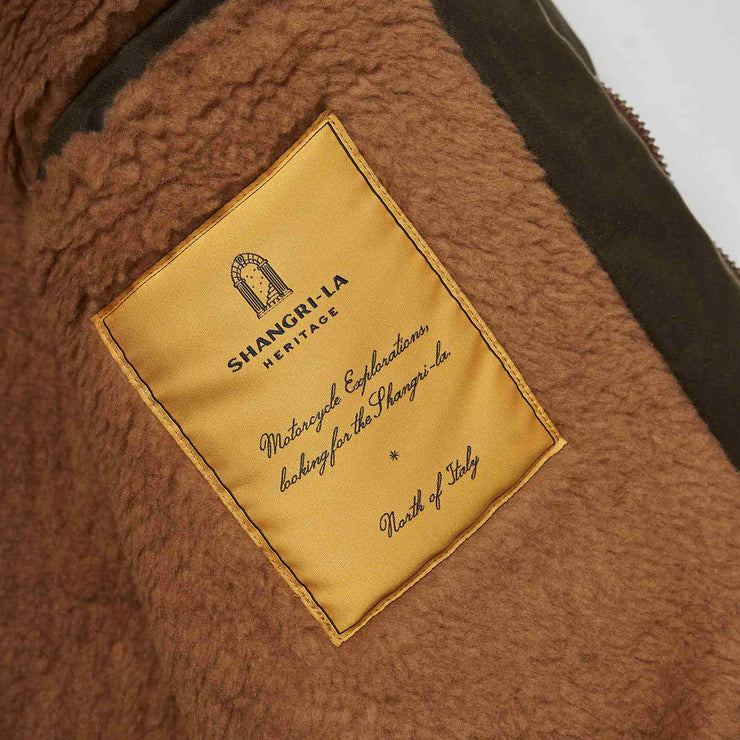 SHANGRI-LA
HERITAGE
Motorcycle Explorations,
looking for the Shangri-la.
*
North of Italy